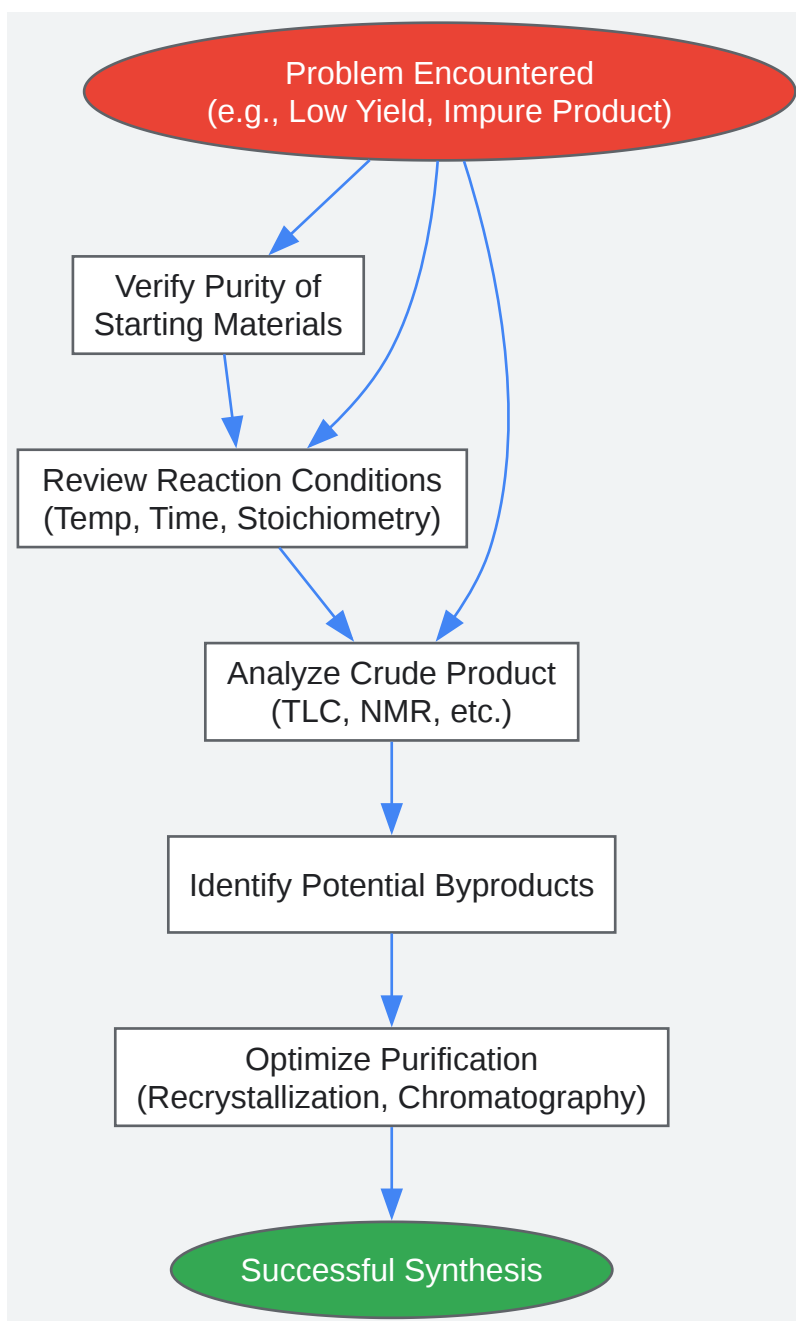 Problem Encountered
(e.g., Low Yield, Impure Product)
Verify Purity of
Starting Materials
Review Reaction Conditions
(Temp, Time, Stoichiometry)
Analyze Crude Product
(TLC, NMR, etc.)
Identify Potential Byproducts
Optimize Purification
(Recrystallization, Chromatography)
Successful Synthesis